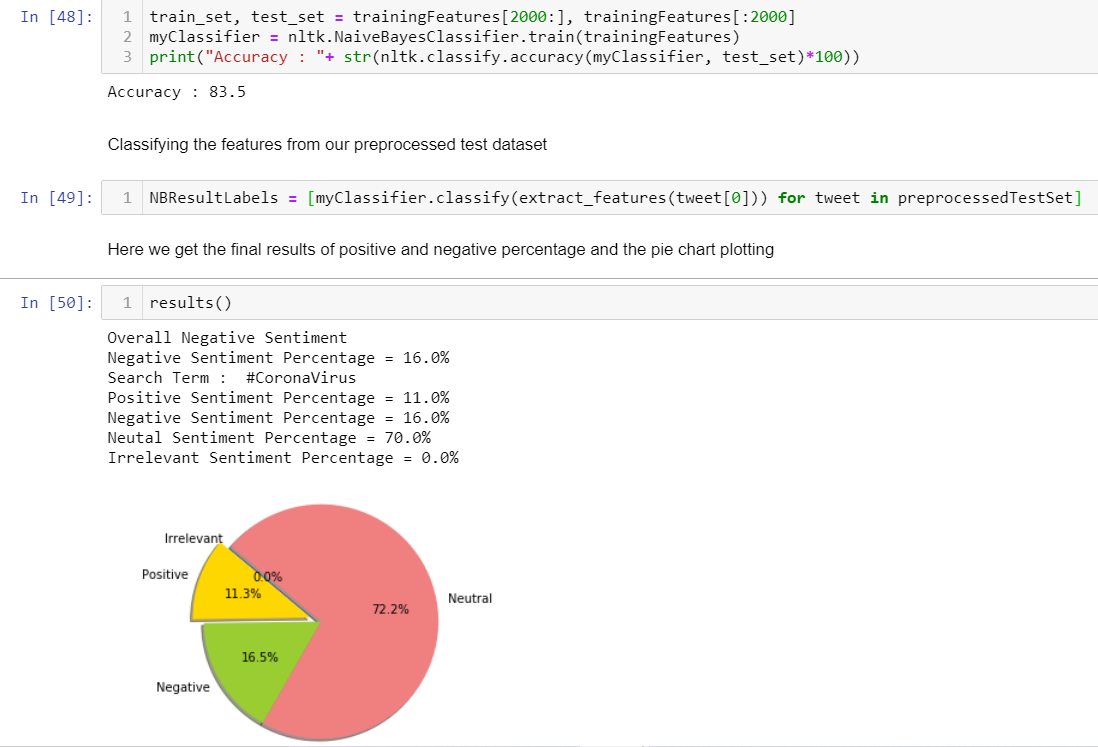 In [48]:
1 train_set, test_set = trainingFeatures[2000:], trainingFeatures[:2000]
2 myClassifier = nltk.NaiveBayesClassifier.train(trainingFeatures)
3 print("Accuracy : "+ str(nltk.classify.accuracy(myClassifier, test_set)*100))
Accuracy : 83.5
Classifying the features from our preprocessed test dataset
In [49]:
1 NBResultLabels = [myClassifier.classify(extract_features(tweet[0])) for tweet in preprocessedTestSet]
Here we get the final results of positive and negative percentage and the pie chart plotting
In [50]:
1 results()
Overall Negative Sentiment
Negative Sentiment Percentage = 16.0%
Search Term :  #CoronaVirus
Positive Sentiment Percentage = 11.0%
Negative Sentiment Percentage = 16.0%
Neutal Sentiment Percentage = 70.0%
Irrelevant Sentiment Percentage = 0.0%
Irrelevant
Positive
0.0%
11.3%
72.2%
Neutral
16.5%
Negative